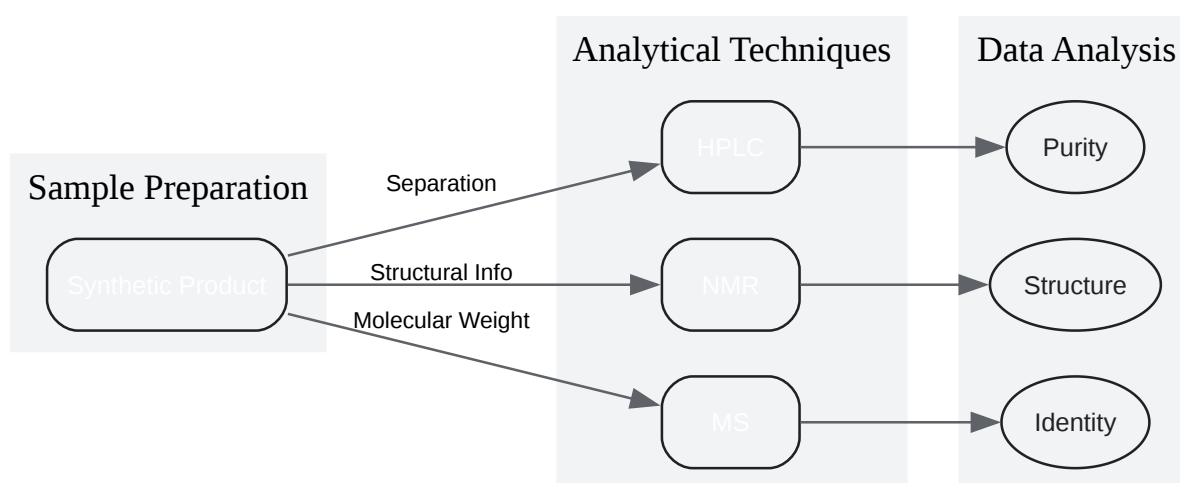 Analytical Techniques
Data Analysis
HPLC
Purity
Separation
Sample Preparation
Structural Info
Synthetic Product
NMR
Structure
Molecular Weight
MS
Identity